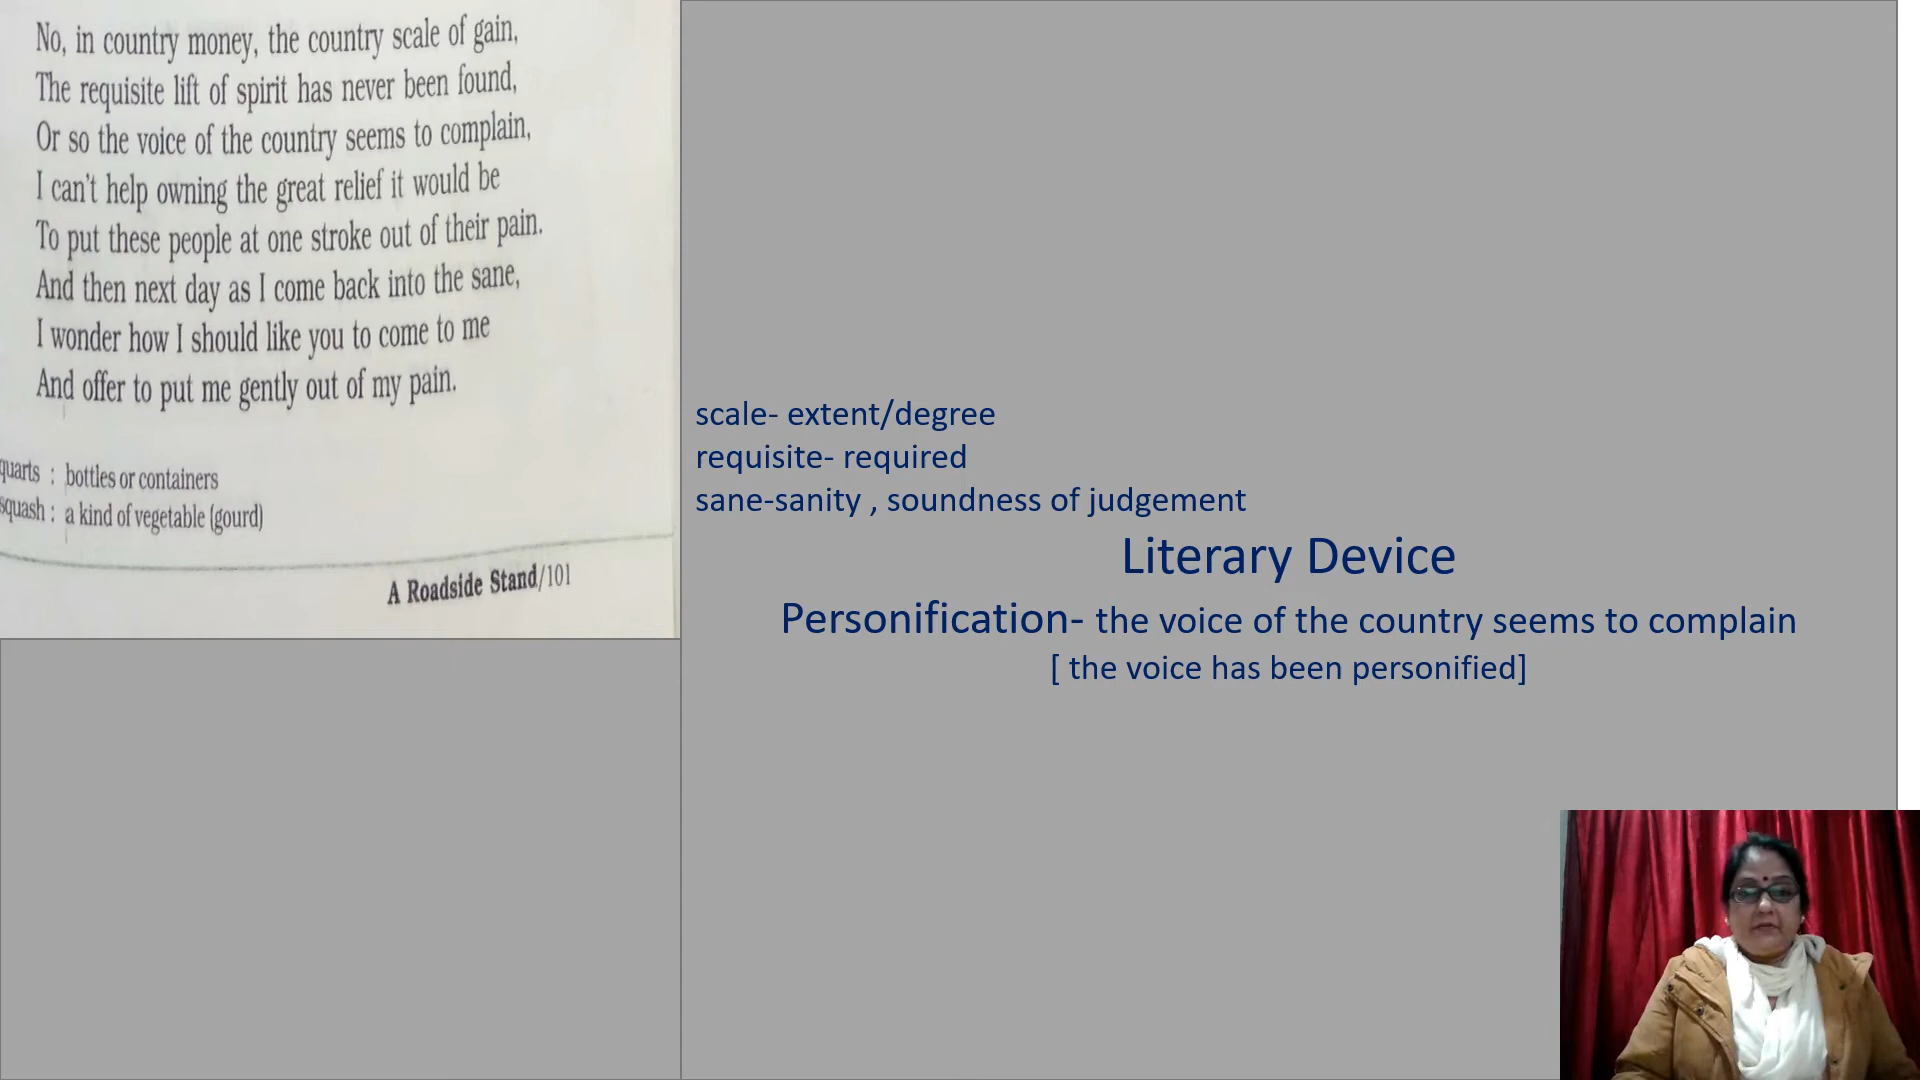 No, in country money, the country scale of gain,
The requisite lift of spirit has never been found,
Or so the voice of the country seems to complain,
I can't help owning the great relief it would be
To put these people at one stroke out of their pain.
And then next day as I come back into the sane,
I wonder how I should like you to come to me
And offer to put me gently out of my pain.
quarts : bottles or containers
squash : a kind of vegetable (gourd)
A Roadside Stand/101
scale- extent/degree
requisite- required
sane-sanity , soundness of judgement
Literary Device
Personification- the voice of the country seems to complain
[ the voice has been personified]